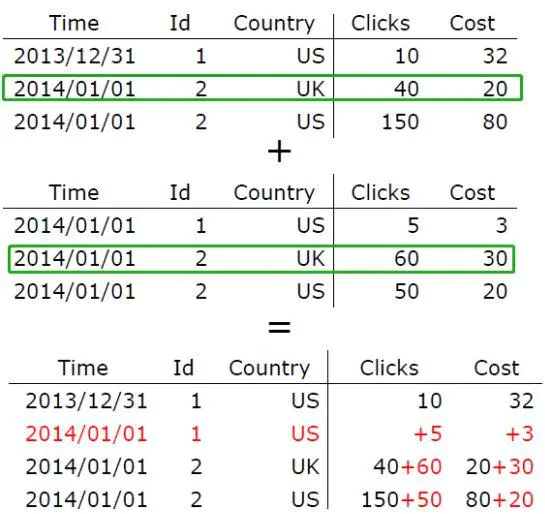 Time Id Country Clicks Cost
2013/12/31 1 US 10 32
2014/01/01 2 UK 40 20
2014/01/01 2 US 150 80
+
Time Id Country Clicks Cost
2014/01/01 1 US 5 3
2014/01/01 2 UK 60 30
2014/01/01 2 US 50 20
=
Time Id Country Clicks Cost
2013/12/31 1 US 10 32
2014/01/01 1 US +5 +3
2014/01/01 2 UK 40+60 20+30
2014/01/01 2 US 150+50 80+20